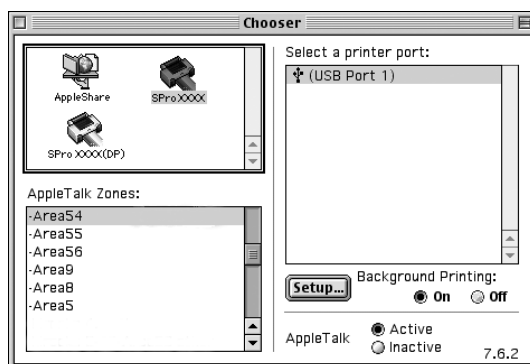 Chooser
AppleShare
SPro XXXX
SPro XXXX(DP)
AppleTalk Zones:
-Area54
-Area55
-Area56
-Area9
-Area8
-Area5
Select a printer port:
(USB Port 1)
Setup...
Background Printing:
On Off
AppleTalk
Active
Inactive
7.6.2